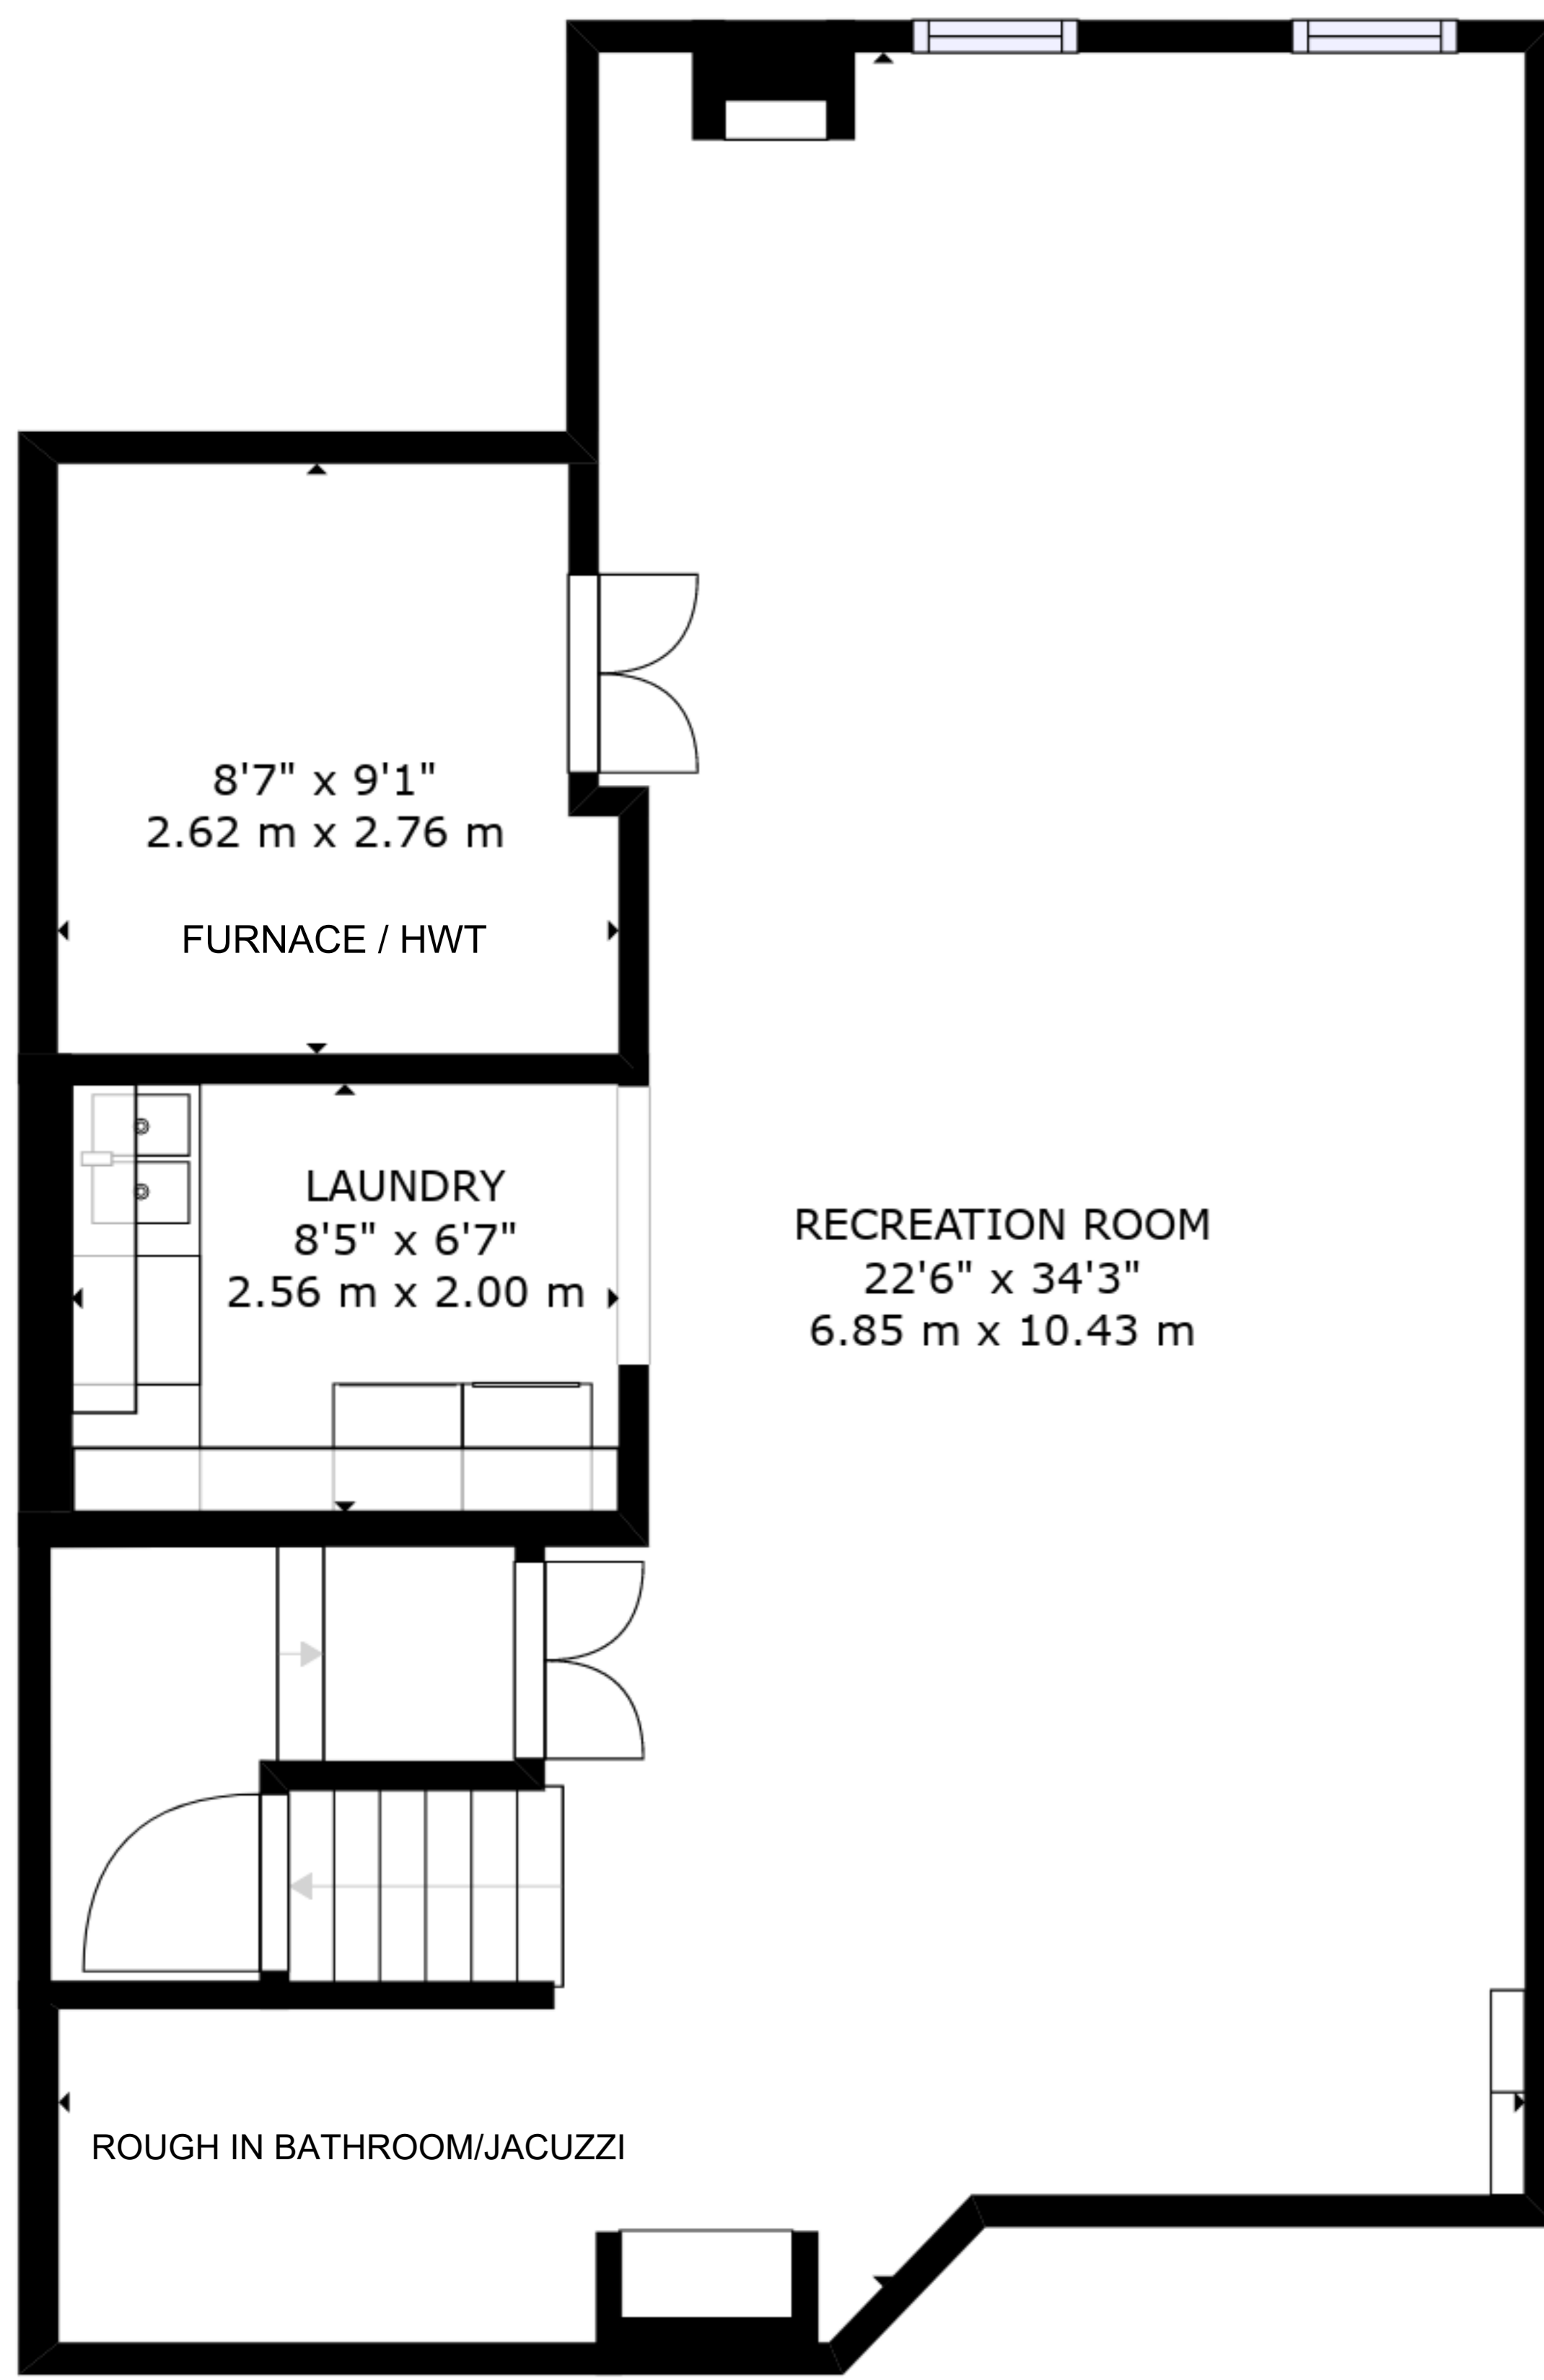 8'7" x 9'1"
2.62 m x 2.76 m
FURNACE / HWT
LAUNDRY
8'5" x 6'7"
2.56 m x 2.00 m
RECREATION ROOM
22'6" x 34'3"
6.85 m x 10.43 m
ROUGH IN BATHROOM/JACUZZI